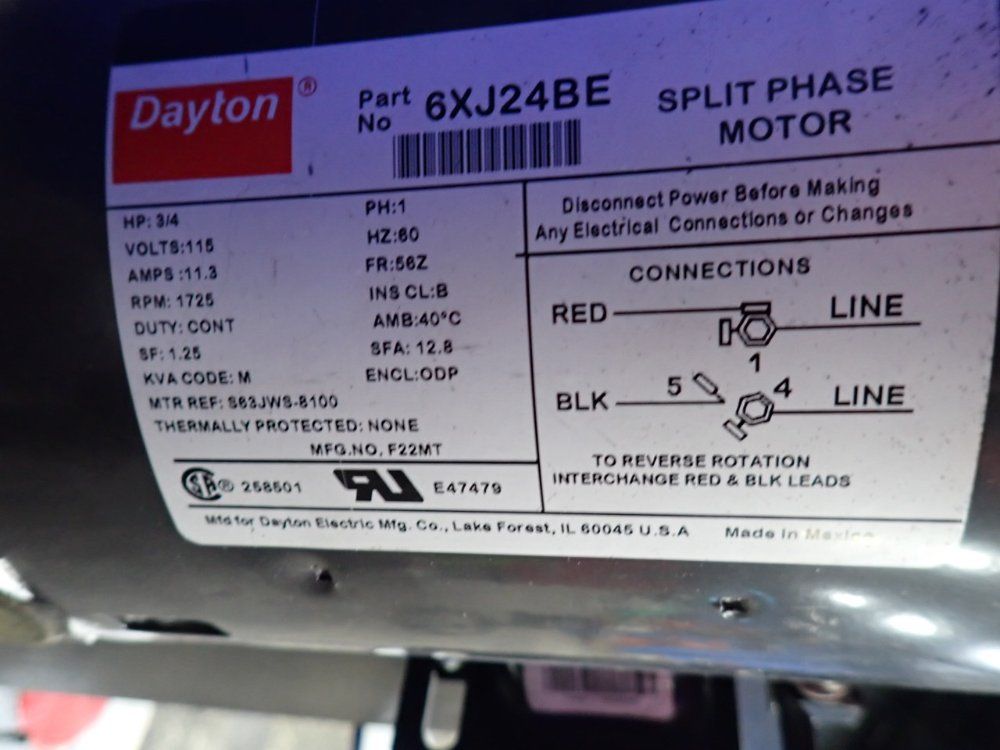 Dayton®
Part No 6XJ24BE
SPLIT PHASE
MOTOR
HP: 3/4
PH:1
VOLTS:115
HZ:60
AMPS :11.3
FR:56Z
RPM: 1725
INS CL:B
DUTY: CONT
AMB:40°C
SF: 1.25
SFA: 12.8
KVA CODE: M
ENCL:ODP
MTR REF: S63JWS-8100
THERMALLY PROTECTED: NONE
MFG.NO. F22MT
Disconnect Power Before Making
Any Electrical Connections or Changes
CONNECTIONS
RED
LINE
1
BLK
5
4
LINE
TO REVERSE ROTATION
INTERCHANGE RED & BLK LEADS
SA® 258501
RU
E47479
Mfd for Dayton Electric Mfg. Co., Lake Forest, IL 60045 U.S.A
Made in Mexico